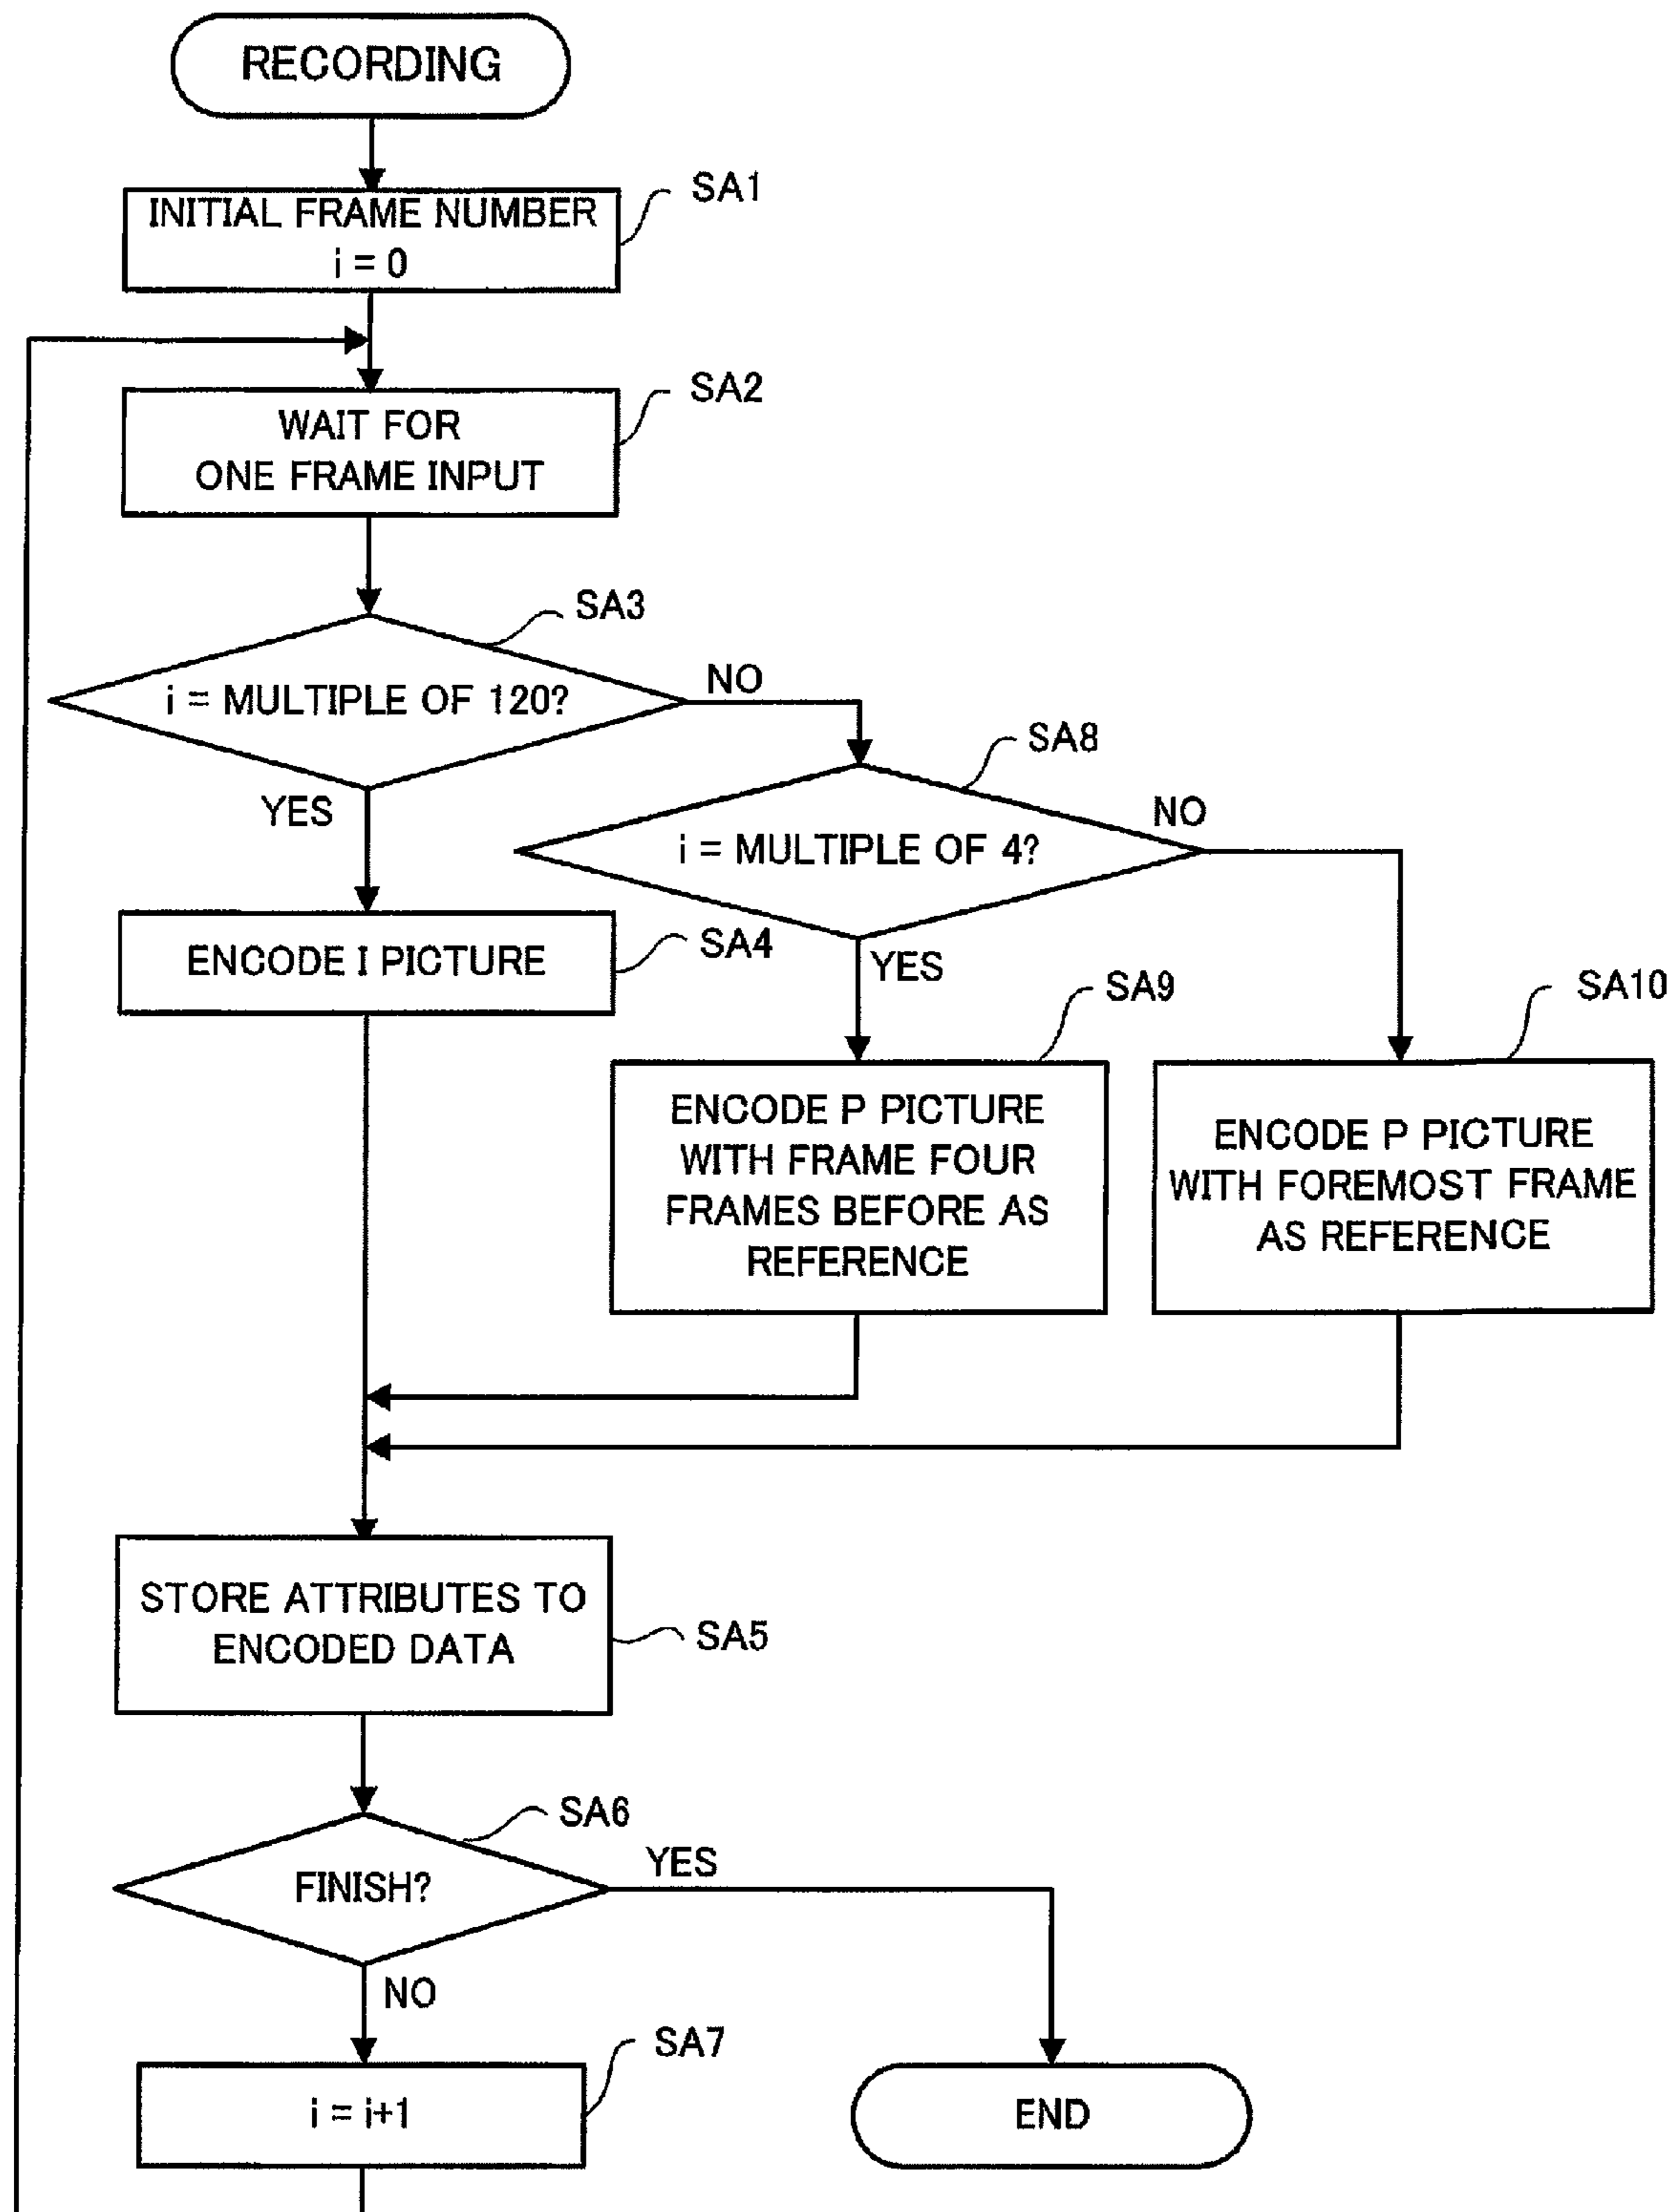 RECORDING
SA1
INITIAL FRAME NUMBER
i = 0
SA2
WAIT FOR
ONE FRAME INPUT
SA3
i = MULTIPLE OF 120?
NO
YES
SA8
i = MULTIPLE OF 4?
NO
YES
ENCODE I PICTURE
SA4
SA9
ENCODE P PICTURE
WITH FRAME FOUR
FRAMES BEFORE AS
REFERENCE
SA10
ENCODE P PICTURE
WITH FOREMOST FRAME
AS REFERENCE
STORE ATTRIBUTES TO
ENCODED DATA
SA5
SA6
FINISH?
YES
NO
SA7
i = i+1
END